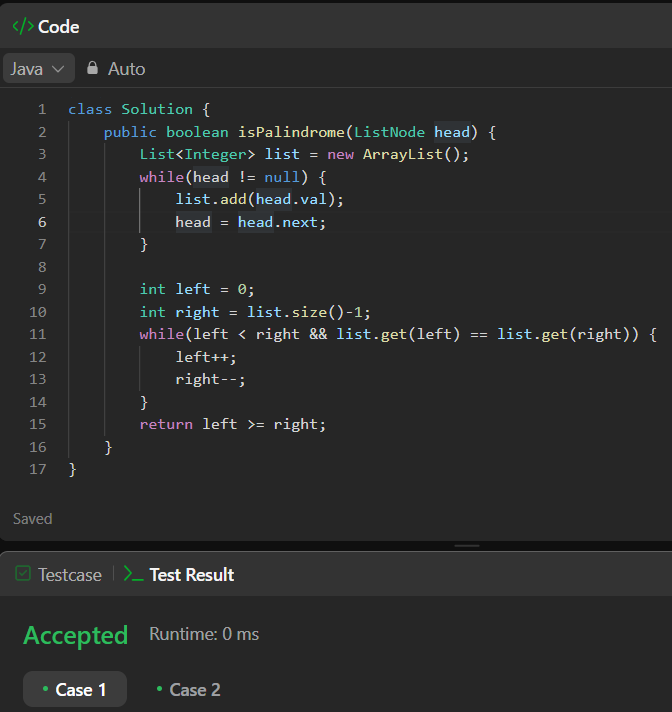 </> Code
Java Auto
1 class Solution {
2 public boolean isPalindrome(ListNode head) {
3 List<Integer> list = new ArrayList();
4 while(head != null) {
5 list.add(head.val);
6 head = head.next;
7 }
8
9 int left = 0;
10 int right = list.size()-1;
11 while(left < right && list.get(left) == list.get(right)) {
12 left++;
13 right--;
14 }
15 return left >= right;
16 }
17 }
Saved
Testcase | >_ Test Result
Accepted Runtime: 0 ms
• Case 1 • Case 2